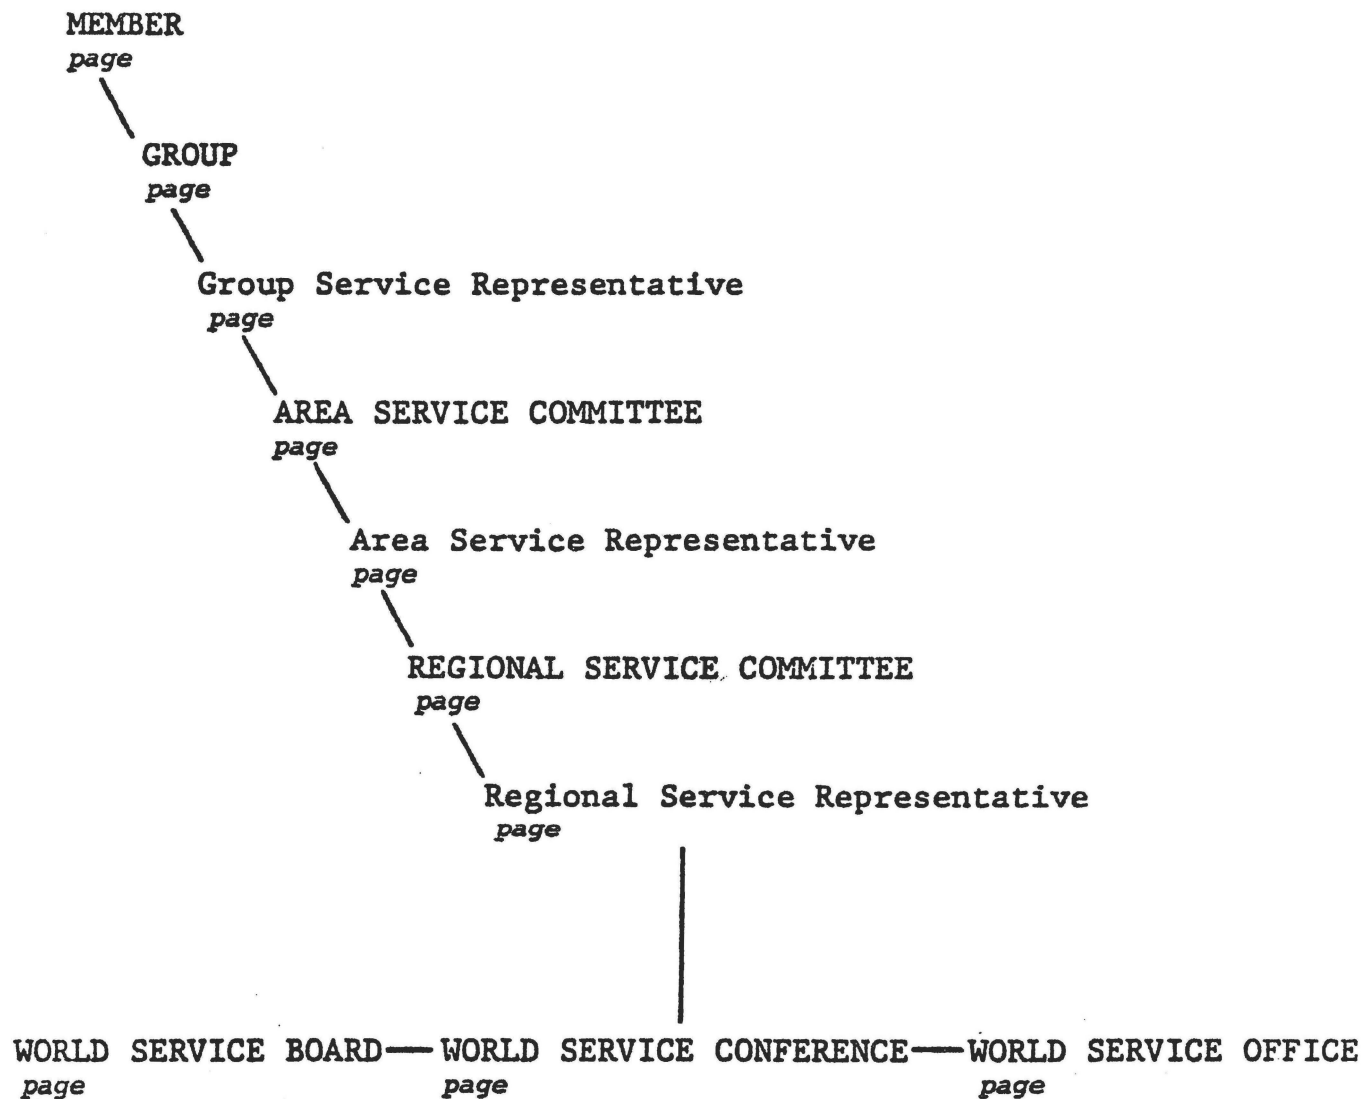 MEMBER
page
GROUP
page
Group Service Representative
page
AREA SERVICE COMMITTEE
page
Area Service Representative
page
REGIONAL SERVICE COMMITTEE
page
Regional Service Representative
page
WORLD SERVICE BOARD—WORLD SERVICE CONFERENCE—WORLD SERVICE OFFICE
page page page